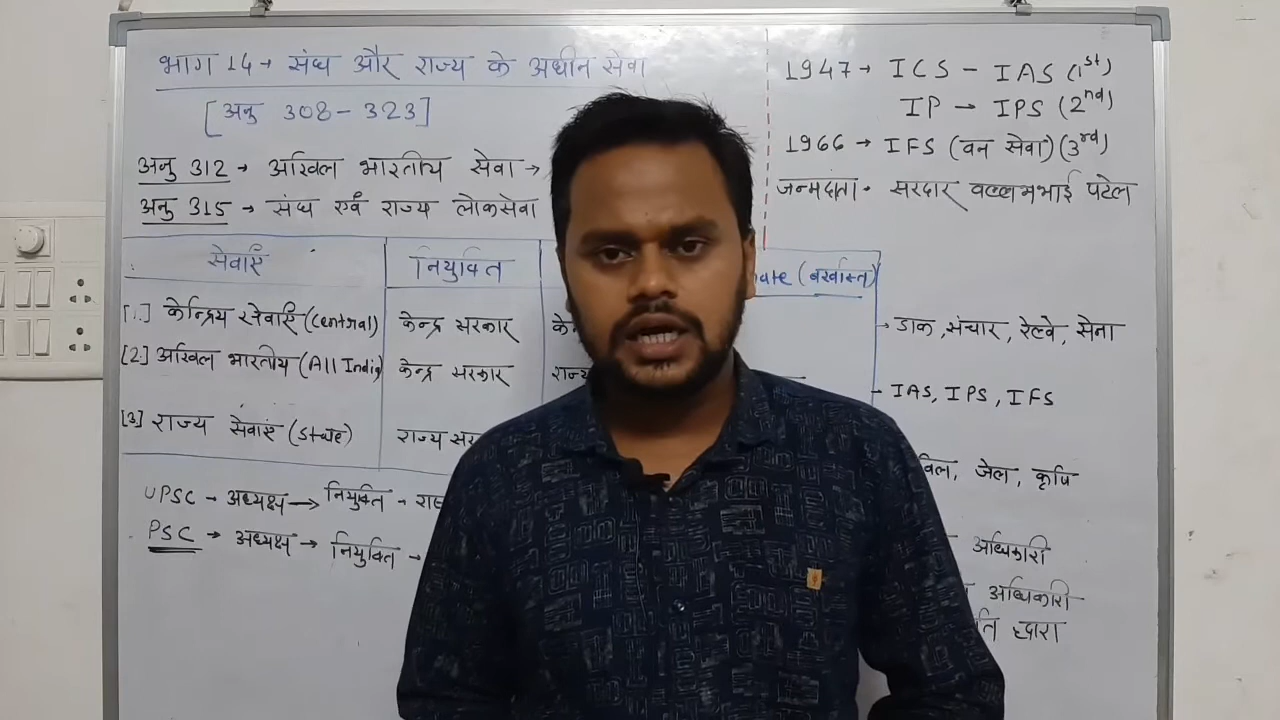 भाग 14 → संघ और राज्य के अधीन सेवा
[अनु 308 - 323]
अनु 312 → अखिल भारतीय सेवा →
अनु 315 → संघ एवं राज्य लोकसेवा
1947 → ICS - IAS (1st)
IP → IPS (2nd)
1966 → IFS (वन सेवा) (3rd)
जन्मदाता - सरदार वल्लभभाई पटेल
सेवाएँ नियुक्ति (बर्खास्त)
[1.] केन्द्रिय सेवाएँ (Central) केन्द्र सरकार → डाक, संचार, रेल्वे, सेना
[2] अखिल भारतीय (All India) केन्द्र सरकार राज्य - IAS, IPS, IFS
[3] राज्य सेवाएं (State) राज्य जेल, कृषि
UPSC → अध्यक्ष → नियुक्ति - अधिकारी
PSC → अध्यक्ष → नियुक्ति - अधिकारी
द्वारा